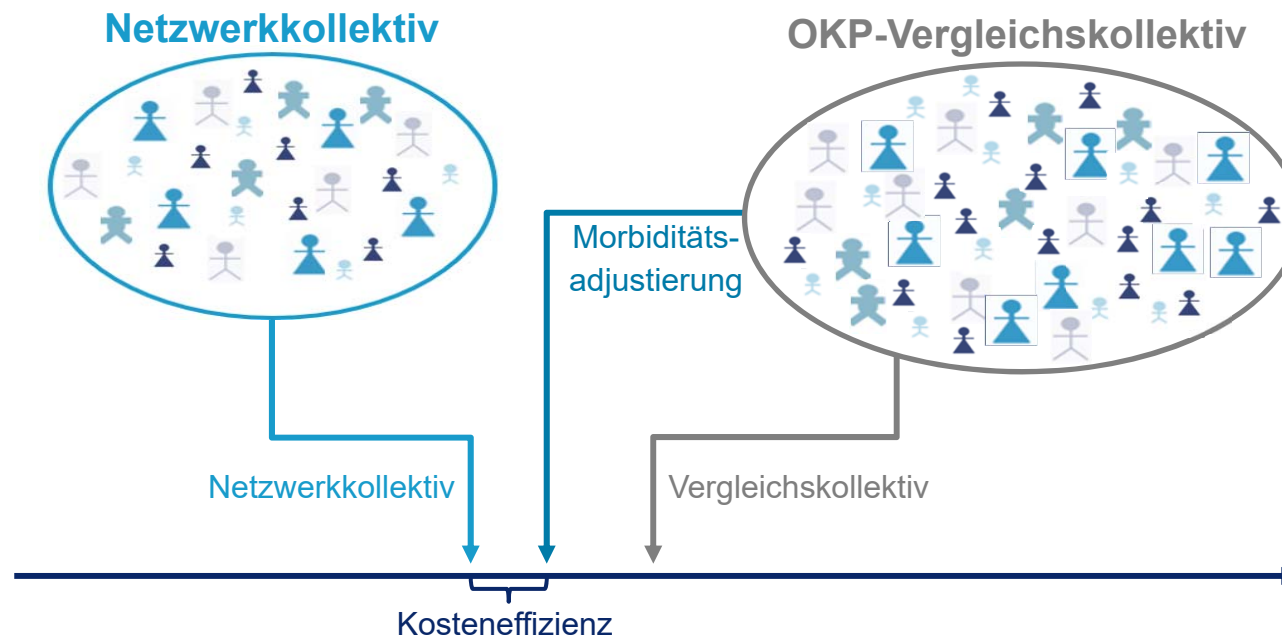 Netzwerkkollektiv
OKP-Vergleichskollektiv
Morbiditäts-
adjustierung
Netzwerkkollektiv
Vergleichskollektiv
Kosteneffizienz